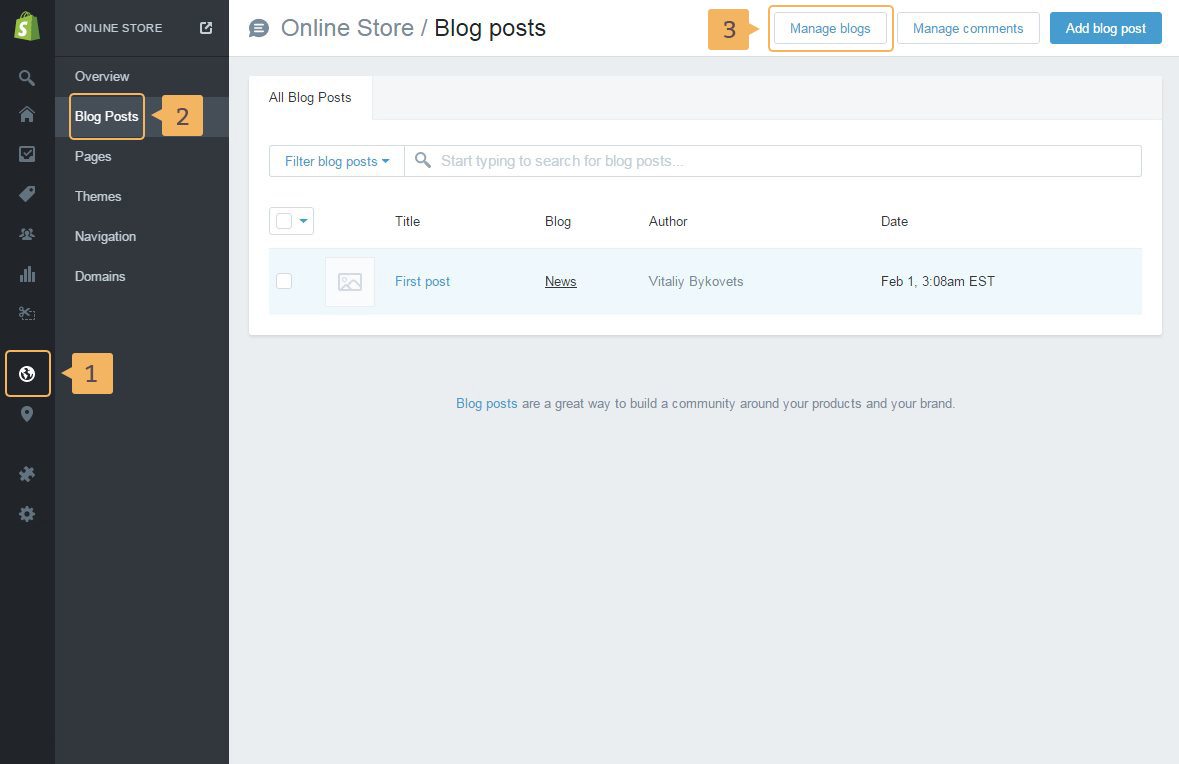 ONLINE STORE
Online Store / Blog posts
3
Manage blogs
Manage comments
Add blog post
Overview
Blog Posts
2
Pages
Themes
Navigation
Domains
1
All Blog Posts
Filter blog posts
Start typing to search for blog posts...
Title Blog Author Date
First post News Vitaliy Bykovets Feb 1, 3:08am EST
Blog posts are a great way to build a community around your products and your brand.